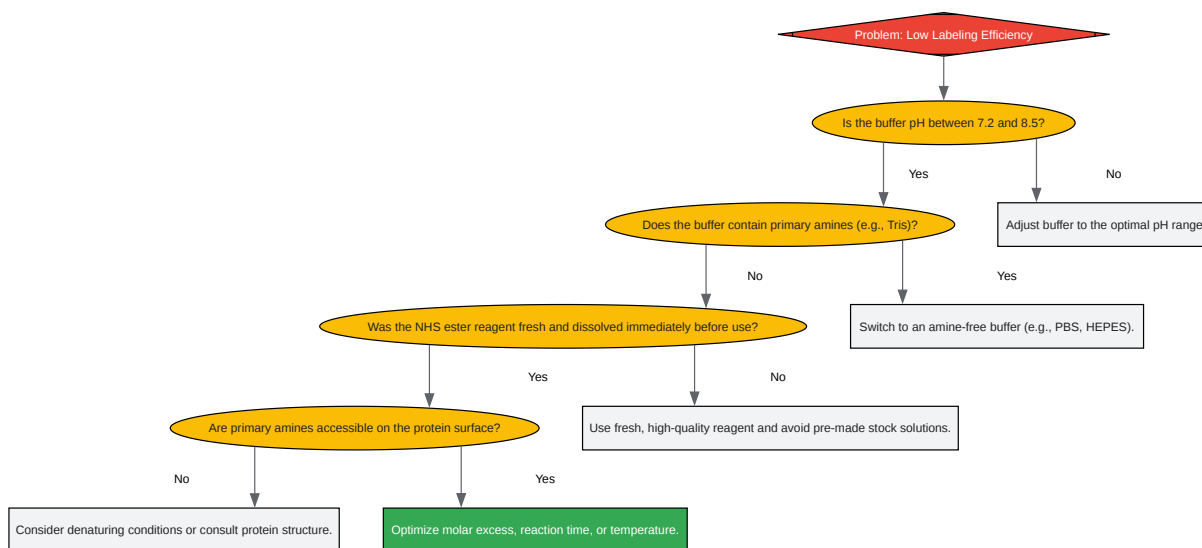 Problem: Low Labeling Efficiency
Is the buffer pH between 7.2 and 8.5?
Yes
No
Does the buffer contain primary amines (e.g., Tris)?
Adjust buffer to the optimal pH range
No
Yes
Was the NHS ester reagent fresh and dissolved immediately before use?
Switch to an amine-free buffer (e.g., PBS, HEPES).
Yes
No
Are primary amines accessible on the protein surface?
Use fresh, high-quality reagent and avoid pre-made stock solutions.
No
Yes
Consider denaturing conditions or consult protein structure.
Optimize molar excess, reaction time, or temperature.